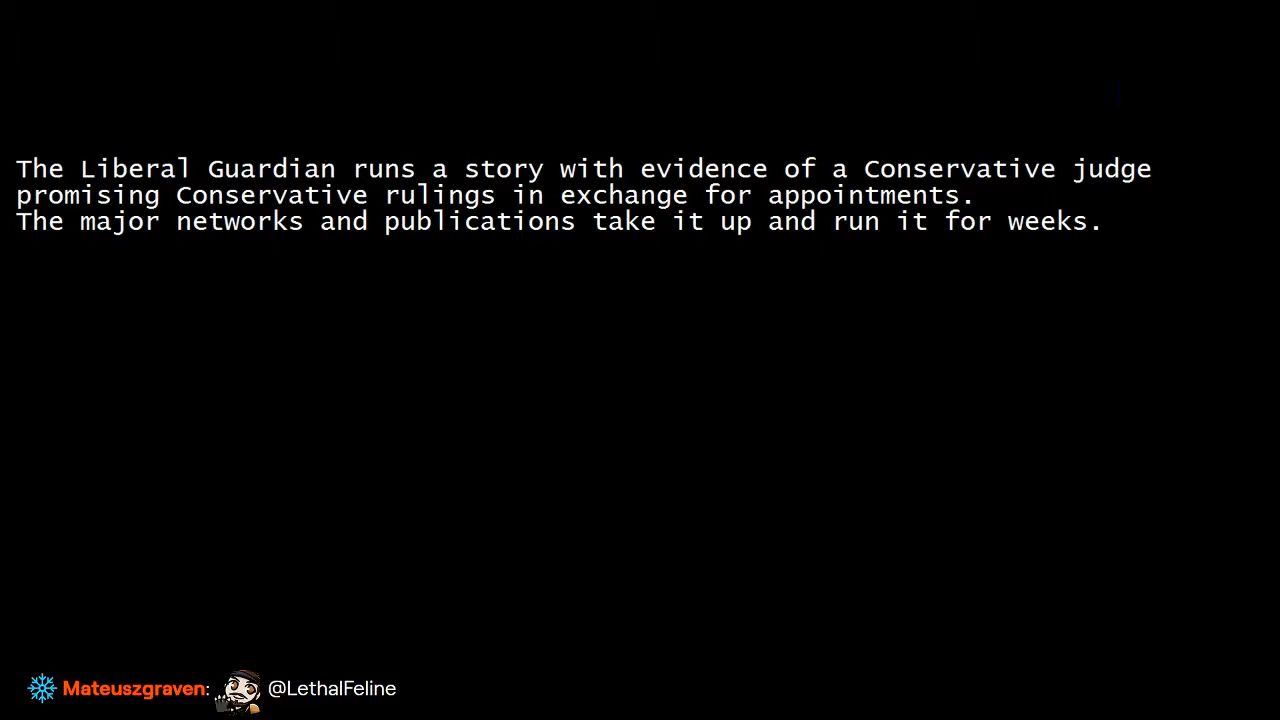 The Liberal Guardian runs a story with evidence of a Conservative judge
promising Conservative rulings in exchange for appointments.
The major networks and publications take it up and run it for weeks.
Mateuszgraven: @LethalFeline